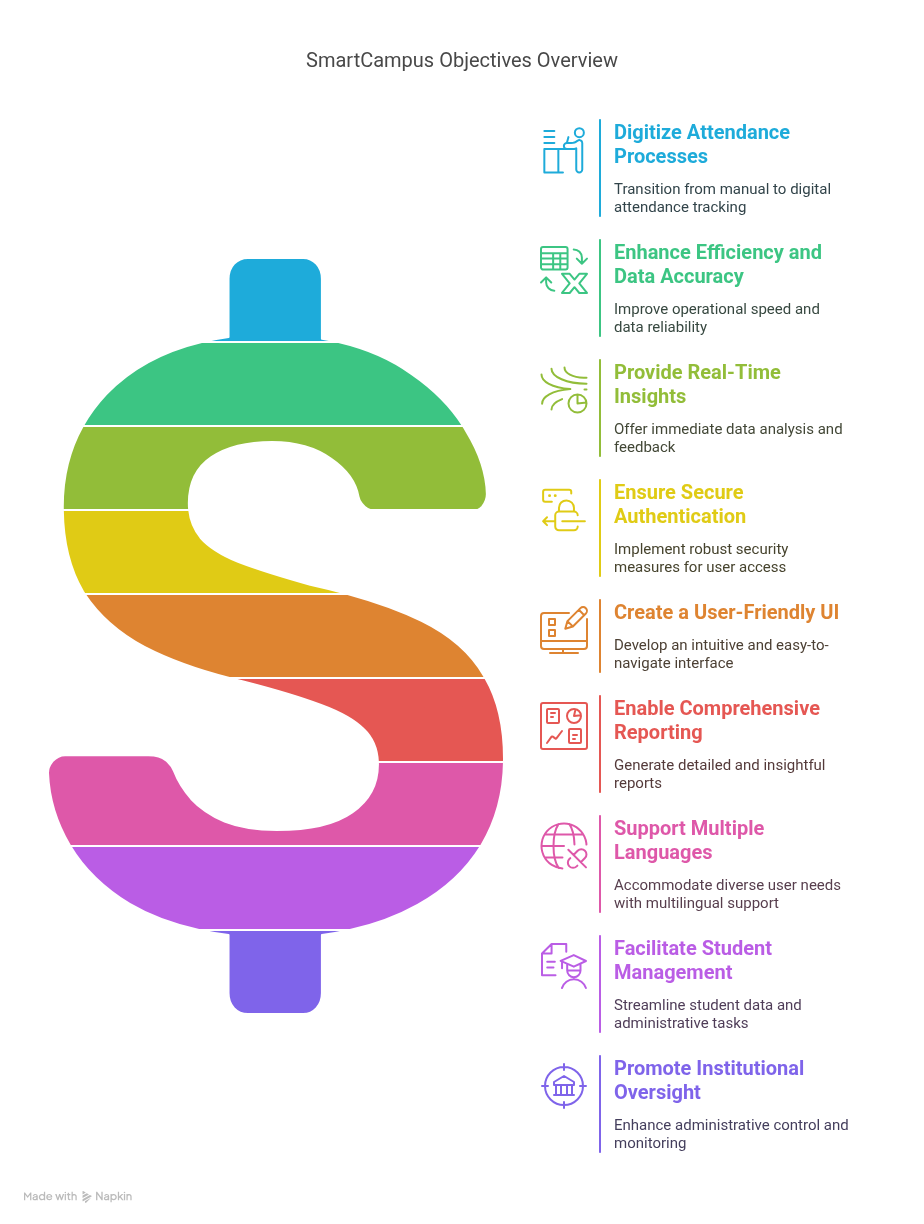 SmartCampus Objectives Overview
Digitize Attendance
Processes
Transition from manual to digital
attendance tracking
Enhance Efficiency and
Data Accuracy
Improve operational speed and
data reliability
Provide Real-Time
Insights
Offer immediate data analysis and
feedback
Ensure Secure
Authentication
Implement robust security
measures for user access
Create a User-Friendly UI
Develop an intuitive and easy-to-
navigate interface
Enable Comprehensive
Reporting
Generate detailed and insightful
reports
Support Multiple
Languages
Accommodate diverse user needs
with multilingual support
Facilitate Student
Management
Streamline student data and
administrative tasks
Promote Institutional
Oversight
Enhance administrative control and
monitoring
Made with Napkin